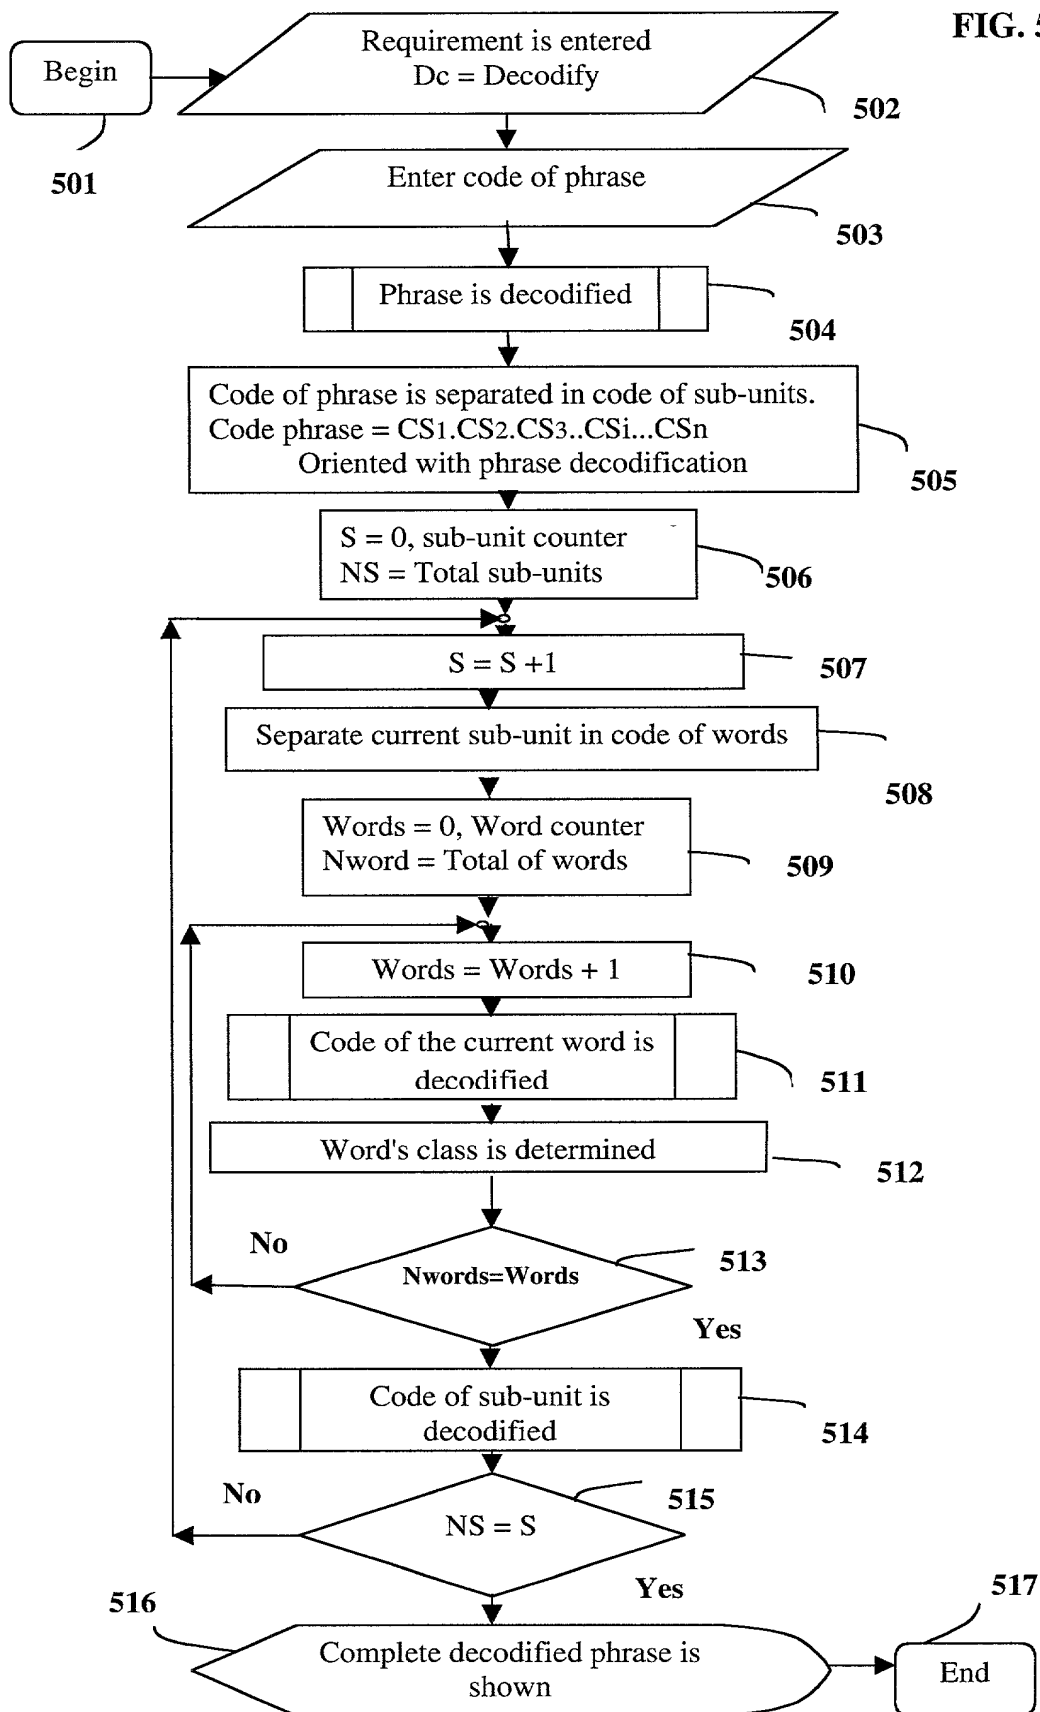 FIG. 5
Requirement is entered
Dc = Decodify
Begin
502
501
Enter code of phrase
503
Phrase is decodified
504
Code of phrase is separated in code of sub-units.
Code phrase = CS1.CS2.CS3..CSi...CSn
Oriented with phrase decodification
505
S = 0, sub-unit counter
NS = Total sub-units
506
S = S +1
507
Separate current sub-unit in code of words
508
Words = 0, Word counter
Nword = Total of words
509
Words = Words + 1
510
Code of the current word is
decodified
511
Word's class is determined
512
No
513
Nwords=Words
Yes
Code of sub-unit is
decodified
514
No
515
NS = S
Yes
516
517
Complete decodified phrase is
shown
End